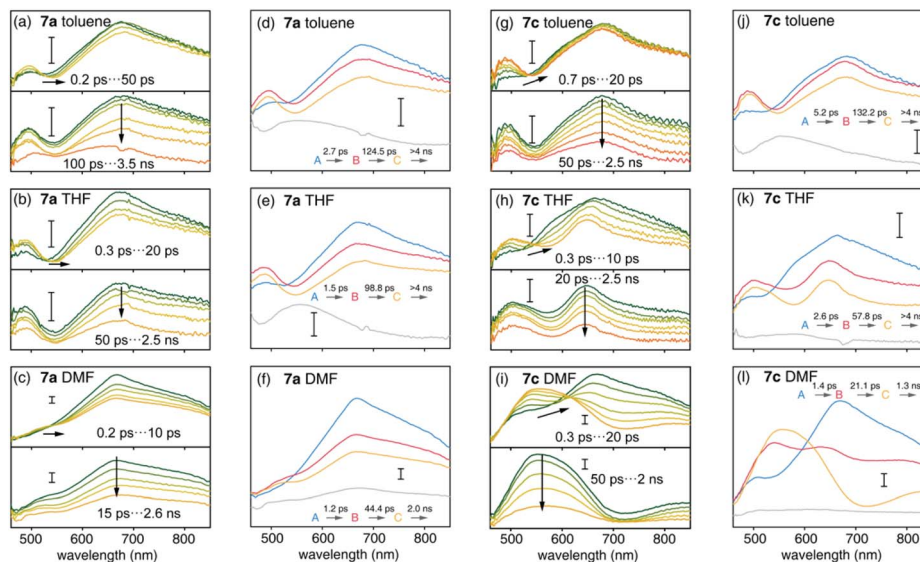 (a) 7a toluene
0.2 ps···50 ps
100 ps···3.5 ns
(b) 7a THF
0.3 ps···20 ps
50 ps···2.5 ns
(c) 7a DMF
0.2 ps···10 ps
15 ps···2.6 ns
500 600 700 800
wavelength (nm)
(d) 7a toluene
2.7 ps 124.5 ps >4 ns
A B C
(e) 7a THF
1.5 ps 98.8 ps >4 ns
A B C
(f) 7a DMF
1.2 ps 44.4 ps 2.0 ns
A B C
500 600 700 800
wavelength (nm)
(g) 7c toluene
0.7 ps···20 ps
50 ps···2.5 ns
(h) 7c THF
0.3 ps···10 ps
20 ps···2.5 ns
(i) 7c DMF
0.3 ps···20 ps
50 ps···2 ns
500 600 700 800
wavelength (nm)
(j) 7c toluene
5.2 ps 132.2 ps >4 ns
A B C
(k) 7c THF
2.6 ps 57.8 ps >4 ns
A B C
(l) 7c DMF
1.4 ps 21.1 ps 1.3 ns
A B C
500 600 700 800
wavelength (nm)